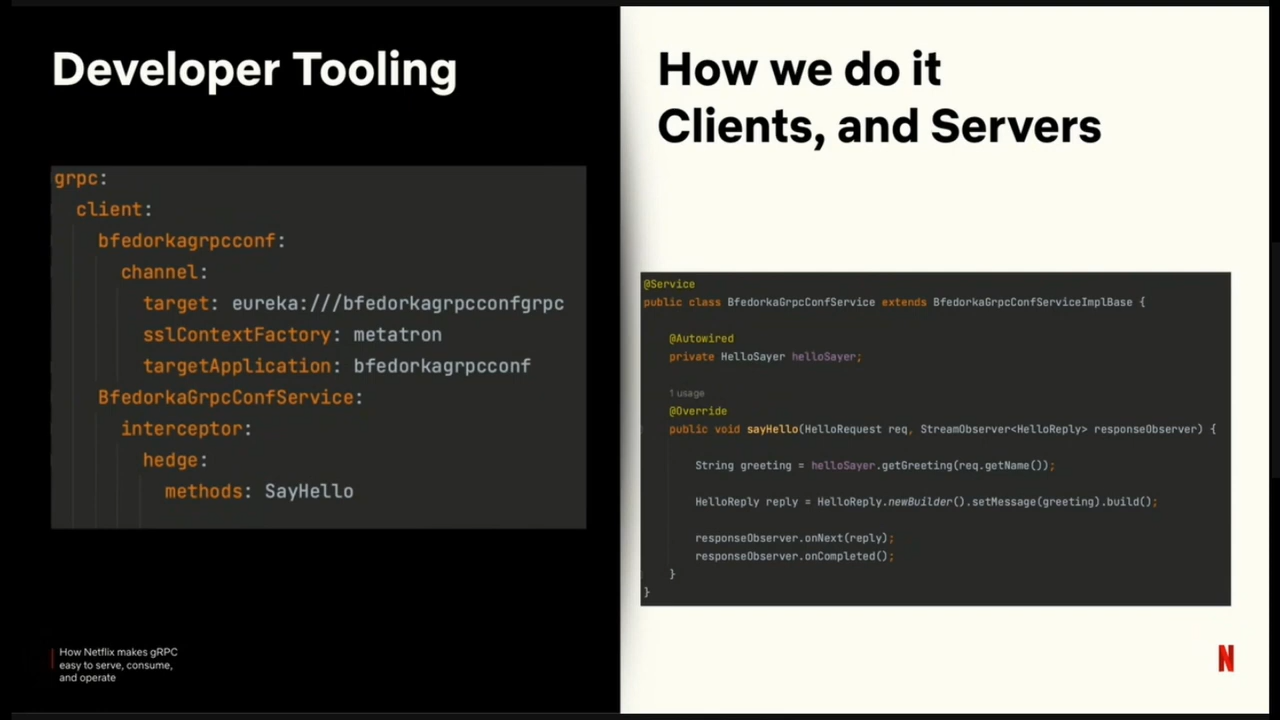 Developer Tooling
grpc:
client:
bfedorkagrpcconf:
channel:
target: eureka:///bfedorkagrpcconfgrpc
sslContextFactory: metatron
targetApplication: bfedorkagrpcconf
BfedorkaGrpcConfService:
interceptor:
hedge:
methods: SayHello
How Netflix makes gRPC
easy to serve, consume,
and operate
How we do it
Clients, and Servers
@Service
public class BfedorkaGrpcConfService extends BfedorkaGrpcConfServiceImplBase {
@Autowired
private HelloSayer helloSayer;
1 usage
@Override
public void sayHello(HelloRequest req, StreamObserver<HelloReply> responseObserver) {
String greeting = helloSayer.getGreeting(req.getName());
HelloReply reply = HelloReply.newBuilder().setMessage(greeting).build();
responseObserver.onNext(reply);
responseObserver.onCompleted();
}
}
N